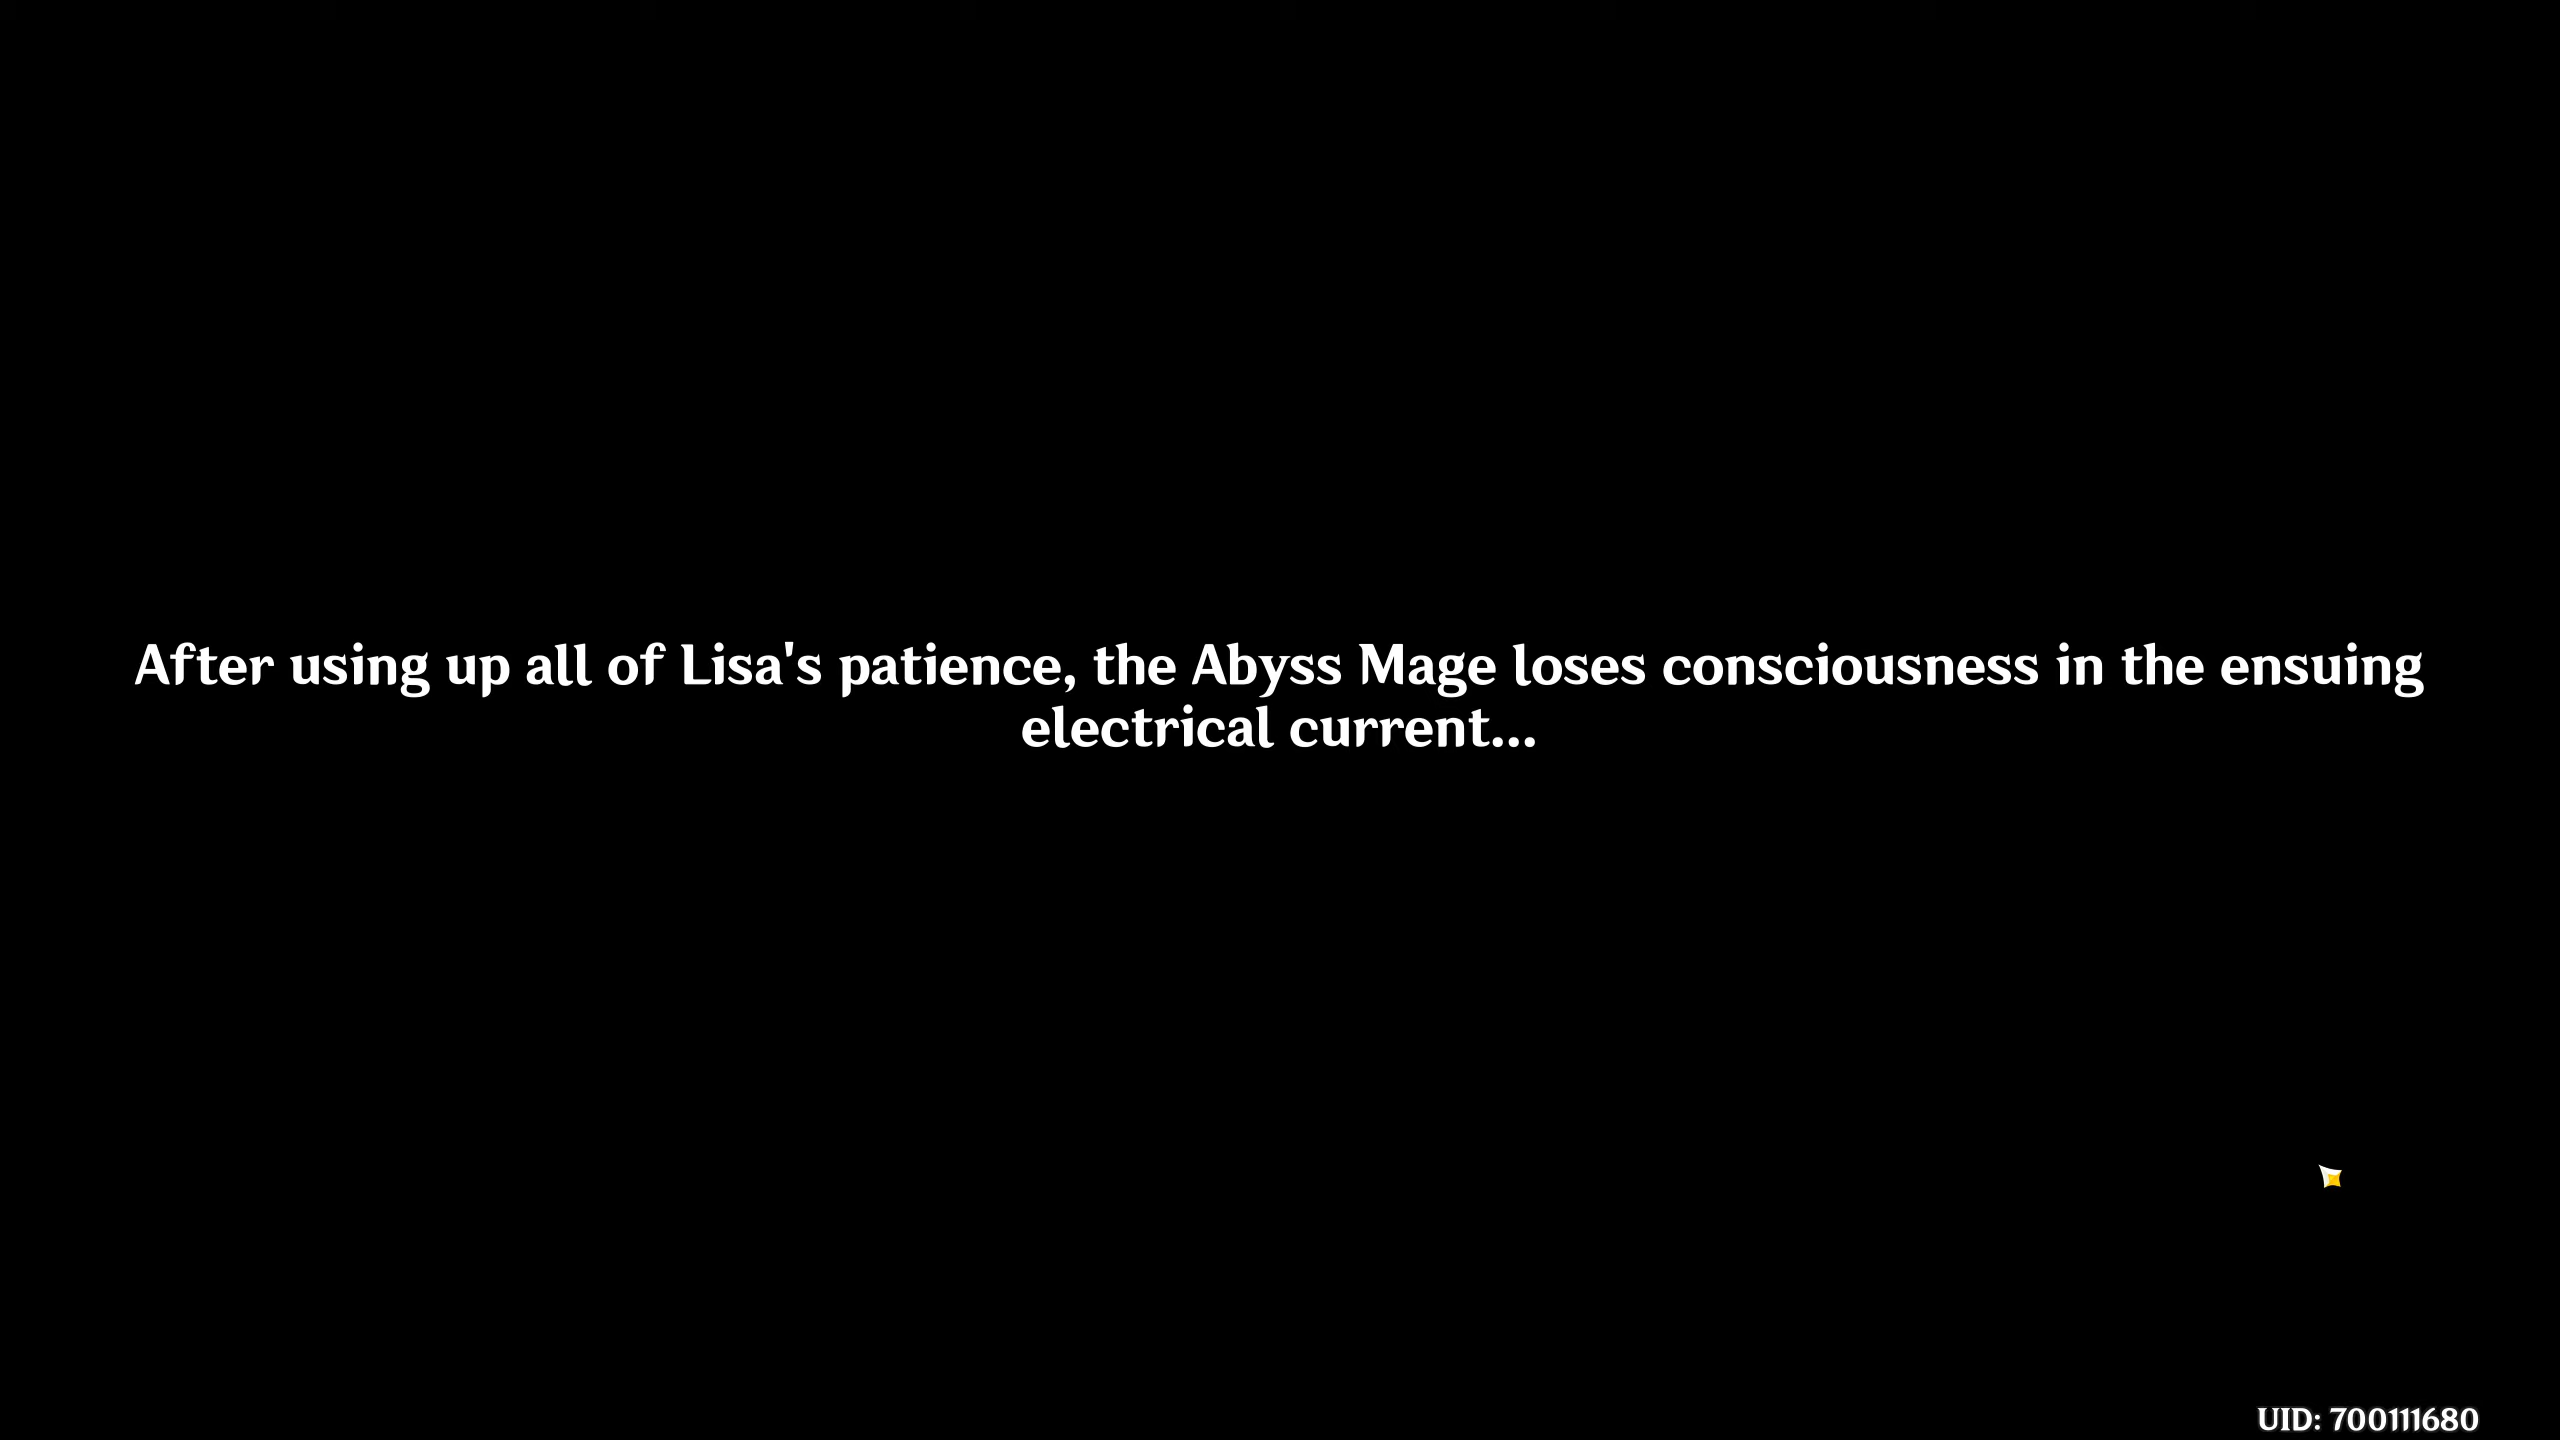 After using up all of Lisa's patience, the Abyss Mage loses consciousness in the ensuing
electrical current...
UID: 700111680